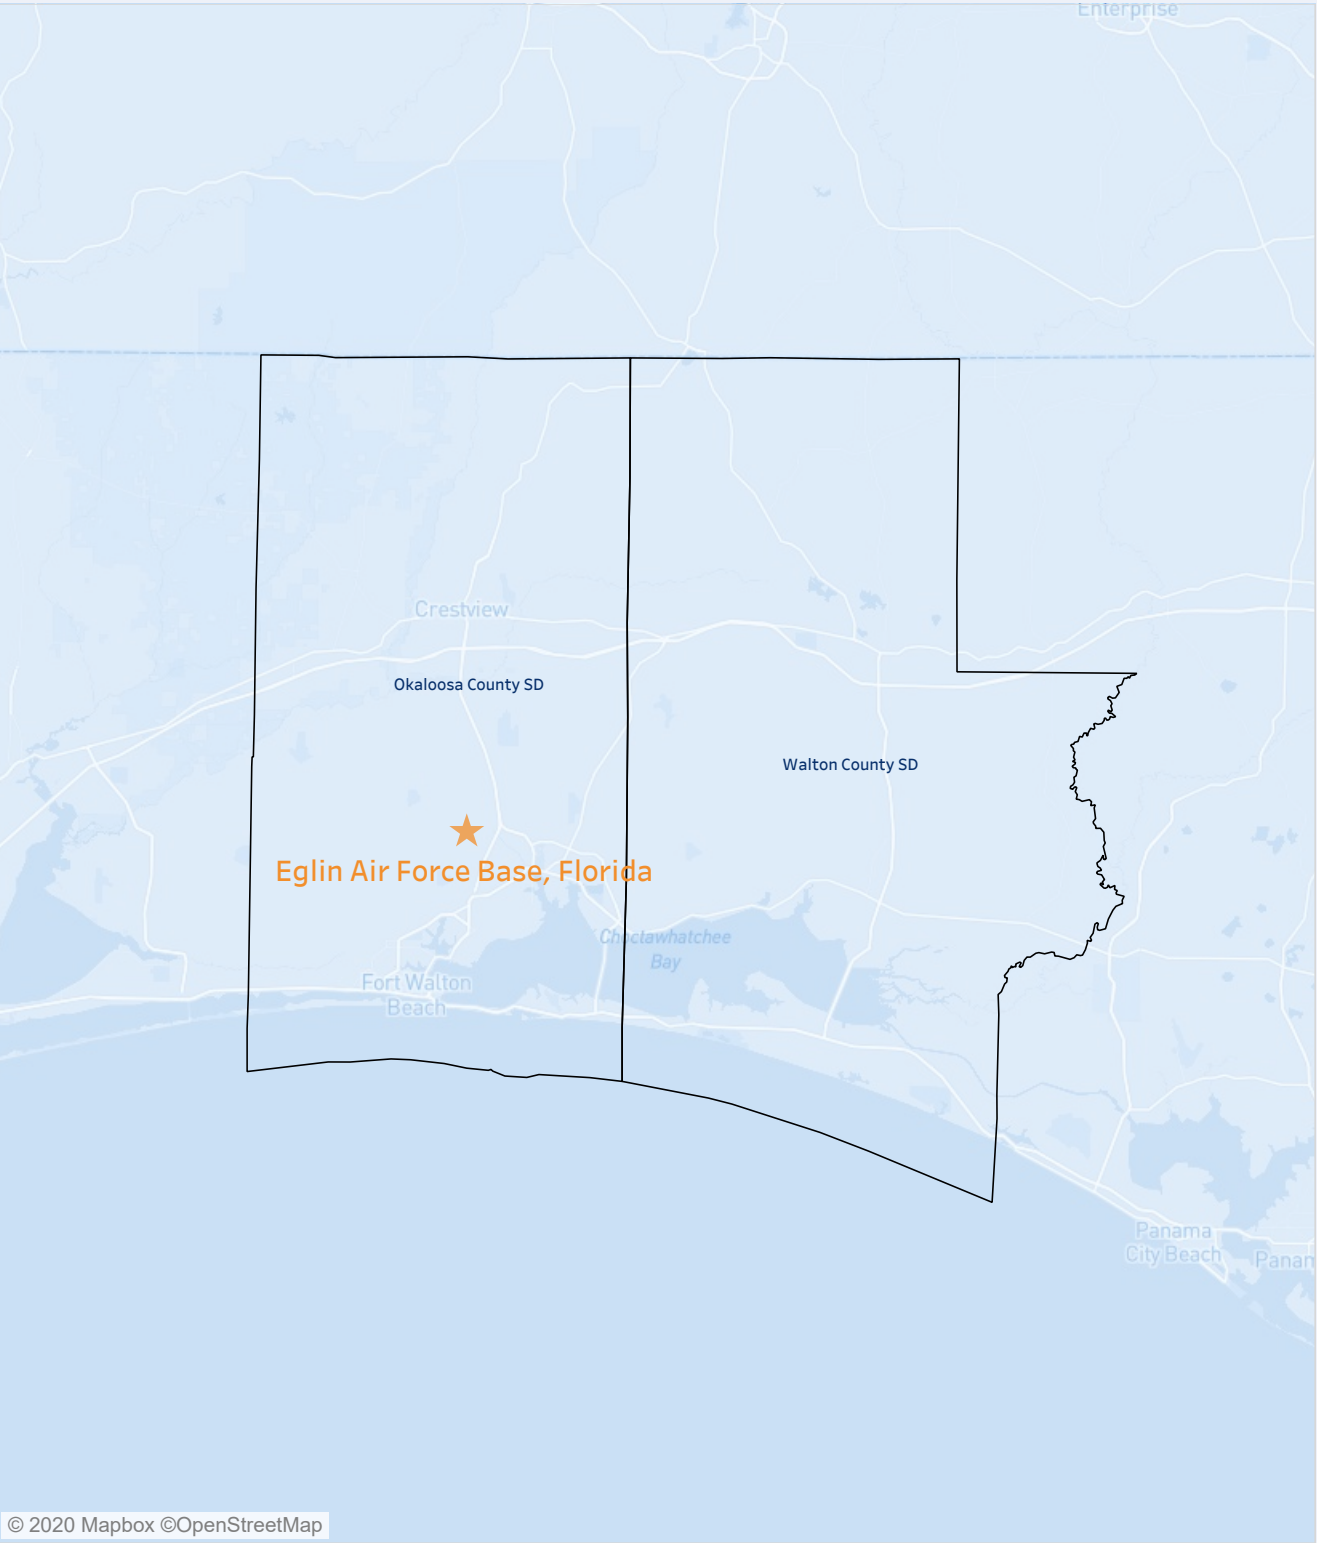 Enterprise
Crestview
Okaloosa County SD
Walton County SD
Eglin Air Force Base, Florida
Choctawhatchee
Bay
Fort Walton
Beach
Panama
City Beach
Panam
© 2020 Mapbox ©OpenStreetMap